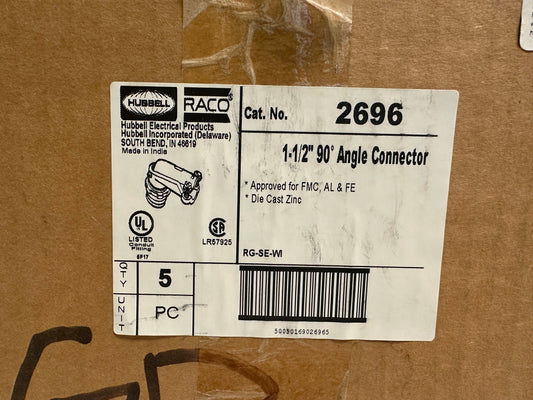 HUBBELL
RACO®
Cat. No. 2696
Hubbell Electrical Products
Hubbell Incorporated (Delaware)
SOUTH BEND, IN 46619
Made in India
1-1/2" 90° Angle Connector
* Approved for FMC, AL & FE
* Die Cast Zinc
UL
LISTED
Conduit
Fitting
6F17
SA
LR57925
RG-SE-WI
QTY 5
UNIT PC
50050169026965